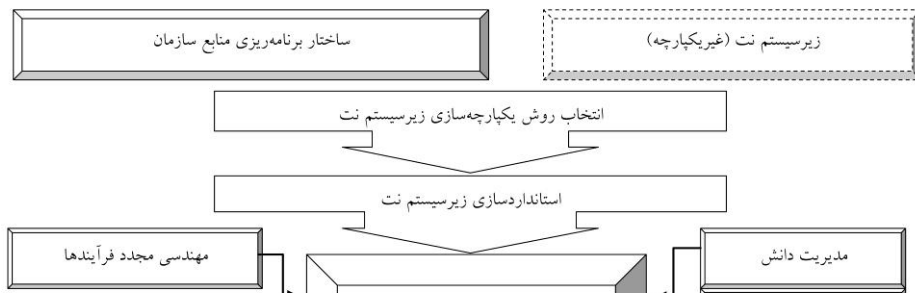 زیرسیستم نت (غیریکپارچه)
ساختار برنامه‌ریزی منابع سازمان
انتخاب روش یکپارچه‌سازی زیرسیستم نت
استانداردسازی زیرسیستم نت
مدیریت دانش
مهندسی مجدد فرآیندها